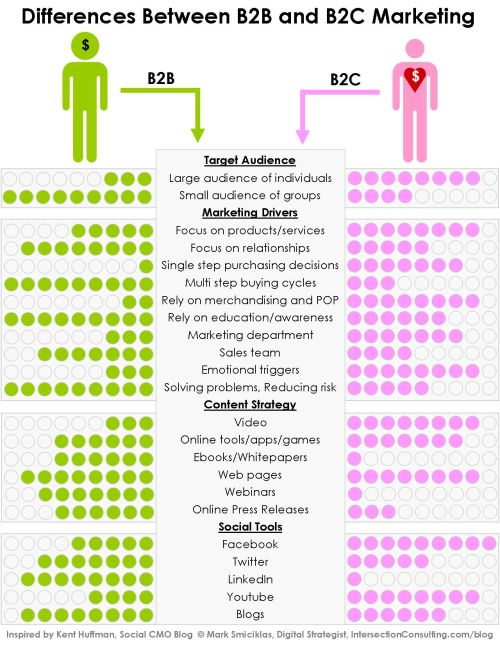 Differences Between B2B and B2C Marketing
$
$
B2B
B2C
Target Audience
Large audience of individuals
Small audience of groups
Marketing Drivers
Focus on products/services
Focus on relationships
Single step purchasing decisions
Multi step buying cycles
Rely on merchandising and POP
Rely on education/awareness
Marketing department
Sales team
Emotional triggers
Solving problems, Reducing risk
Content Strategy
Video
Online tools/apps/games
Ebooks/Whitepapers
Web pages
Webinars
Online Press Releases
Social Tools
Facebook
Twitter
LinkedIn
Youtube
Blogs
Inspired by Kent Huffman, Social CMO Blog © Mark Smiciklas, Digital Strategist, IntersectionConsulting.com/blog